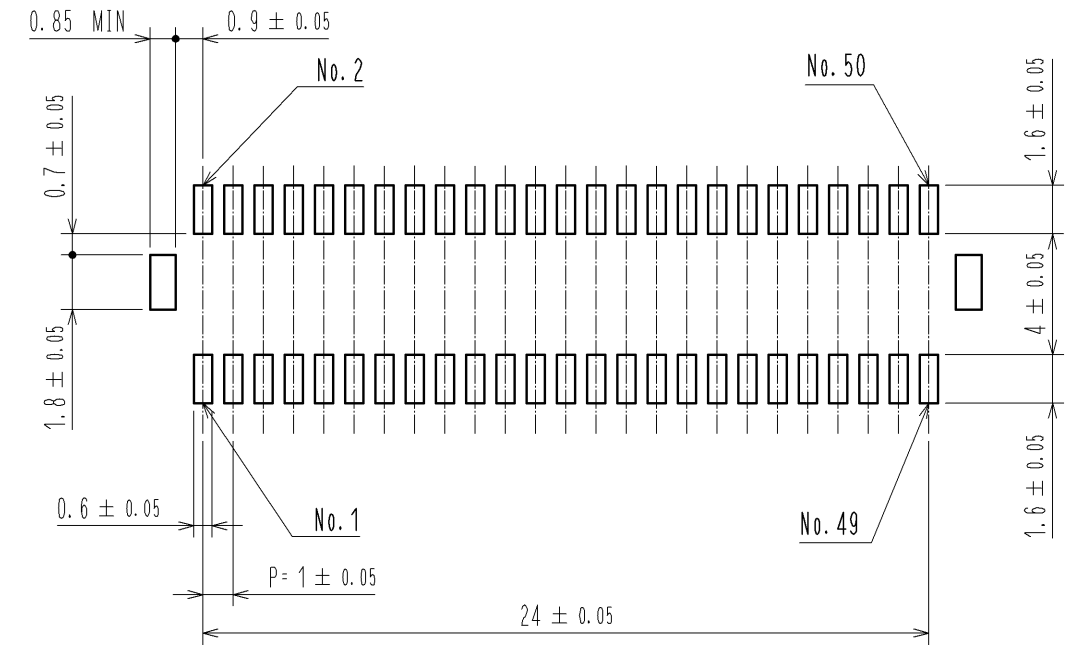 0.85 MIN
0.9 ± 0.05
No. 2
No. 50
0.7 ± 0.05
1.6 ± 0.05
4 ± 0.05
1.8 ± 0.05
0.6 ± 0.05
No. 1
No. 49
1.6 ± 0.05
P= 1 ± 0.05
24 ± 0.05